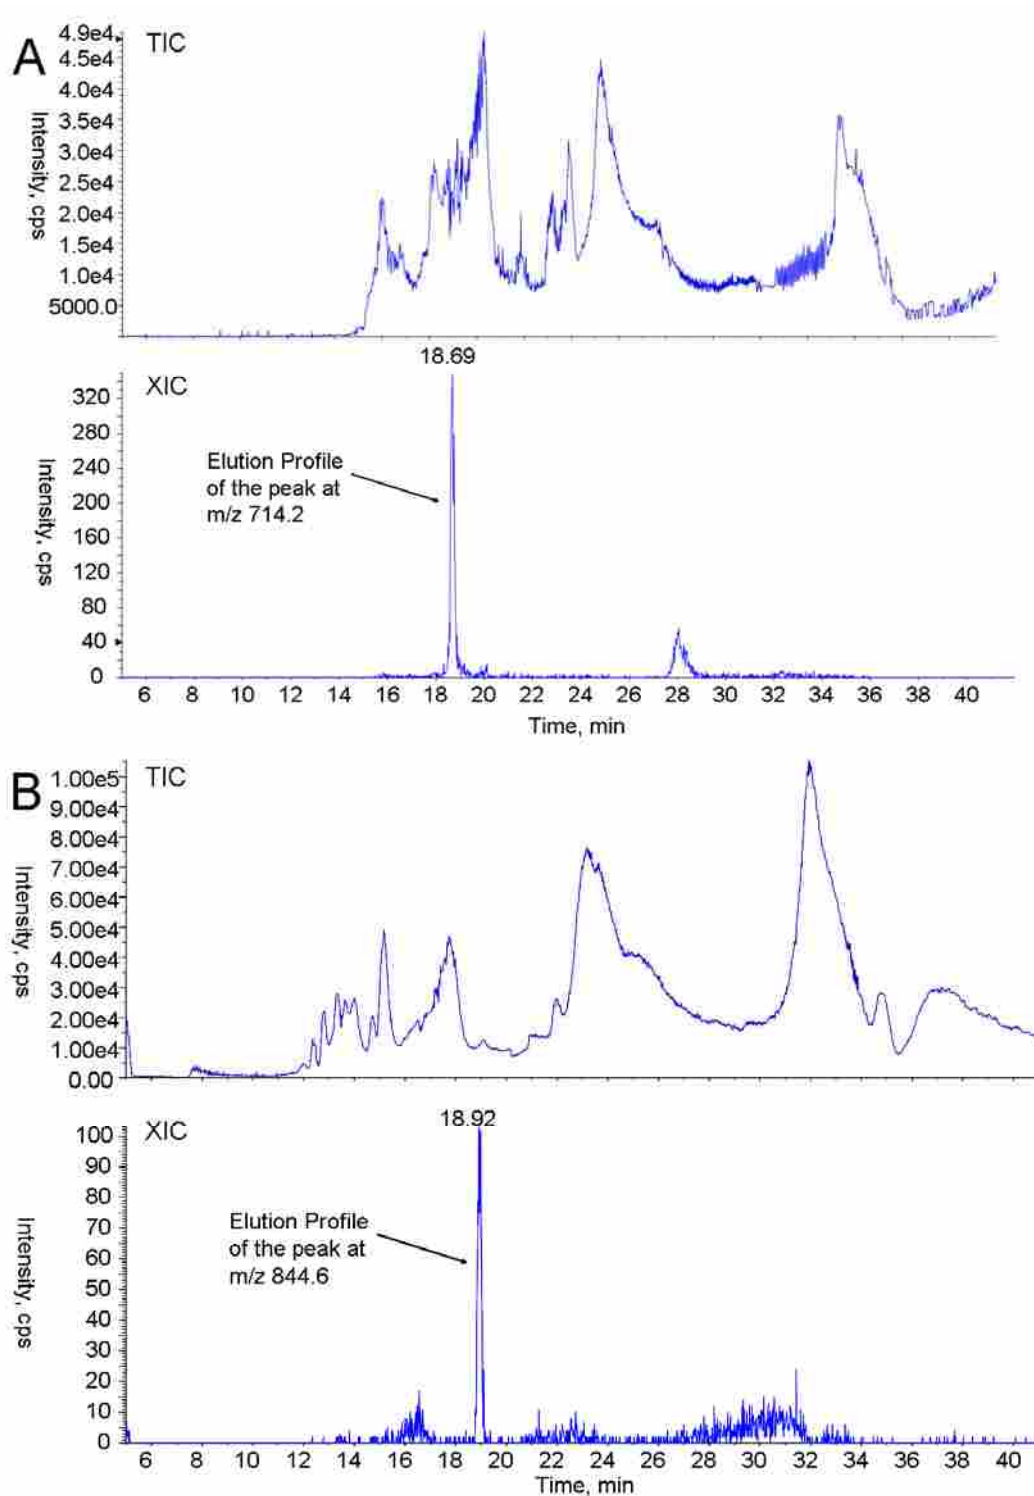 A
TIC
4.9e4
4.5e4
4.0e4
3.5e4
3.0e4
2.5e4
2.0e4
1.5e4
1.0e4
5000.0
Intensity, cps
18.69
XIC
320
280
240
200
160
120
80
40
0
Intensity, cps
Elution Profile
of the peak at
m/z 714.2
6 8 10 12 14 16 18 20 22 24 26 28 30 32 34 36 38 40
Time, min
B
TIC
1.00e5
9.00e4
8.00e4
7.00e4
6.00e4
5.00e4
4.00e4
3.00e4
2.00e4
1.00e4
0.00
Intensity, cps
18.92
XIC
100
90
80
70
60
50
40
30
20
10
0
Intensity, cps
Elution Profile
of the peak at
m/z 844.6
6 8 10 12 14 16 18 20 22 24 26 28 30 32 34 36 38 40
Time, min